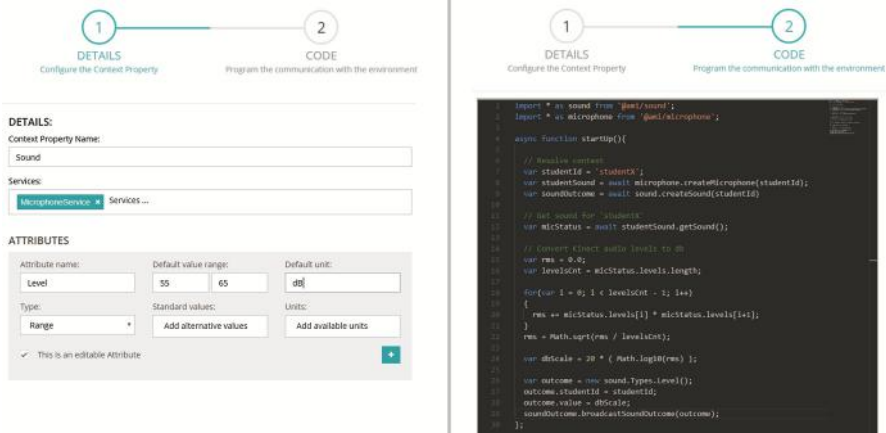 1
2
DETAILS
CODE
Configure the Context Property
Program the communication with the environment
DETAILS:
Context Property Name:
Sound
Services:
MicrophoneService × Services ...
ATTRIBUTES
Attribute name:
Default value range:
Default unit:
Level
55
65
dB
Type:
Standard values:
Units:
Range
Add alternative values
Add available units
This is an editable Attribute
+
1
2
DETAILS
CODE
Configure the Context Property
Program the communication with the environment
import * as sound from '@ami/sound';
import * as microphone from '@ami/microphone';
async function startUp(){
// Resolve context
var studentId = 'studentX';
var studentSound = await microphone.createMicrophone(studentId);
var soundOutcome = await sound.createSound(studentId)
// Get sound for 'studentX'
var micStatus = await studentSound.getSound();
// Convert Kinect audio levels to db
var rms = 0.0;
var levelsCnt = micStatus.levels.length;
for(var i = 0; i < levelsCnt - 1; i++)
{
rms += micStatus.levels[i] * micStatus.levels[i+1];
}
rms = Math.sqrt(rms / levelsCnt);
var dbScale = 20 * ( Math.log10(rms) );
var outcome = new sound.Types.Level();
outcome.studentId = studentId;
outcome.value = dbScale;
soundOutcome.broadcastSoundOutcome(outcome);
};